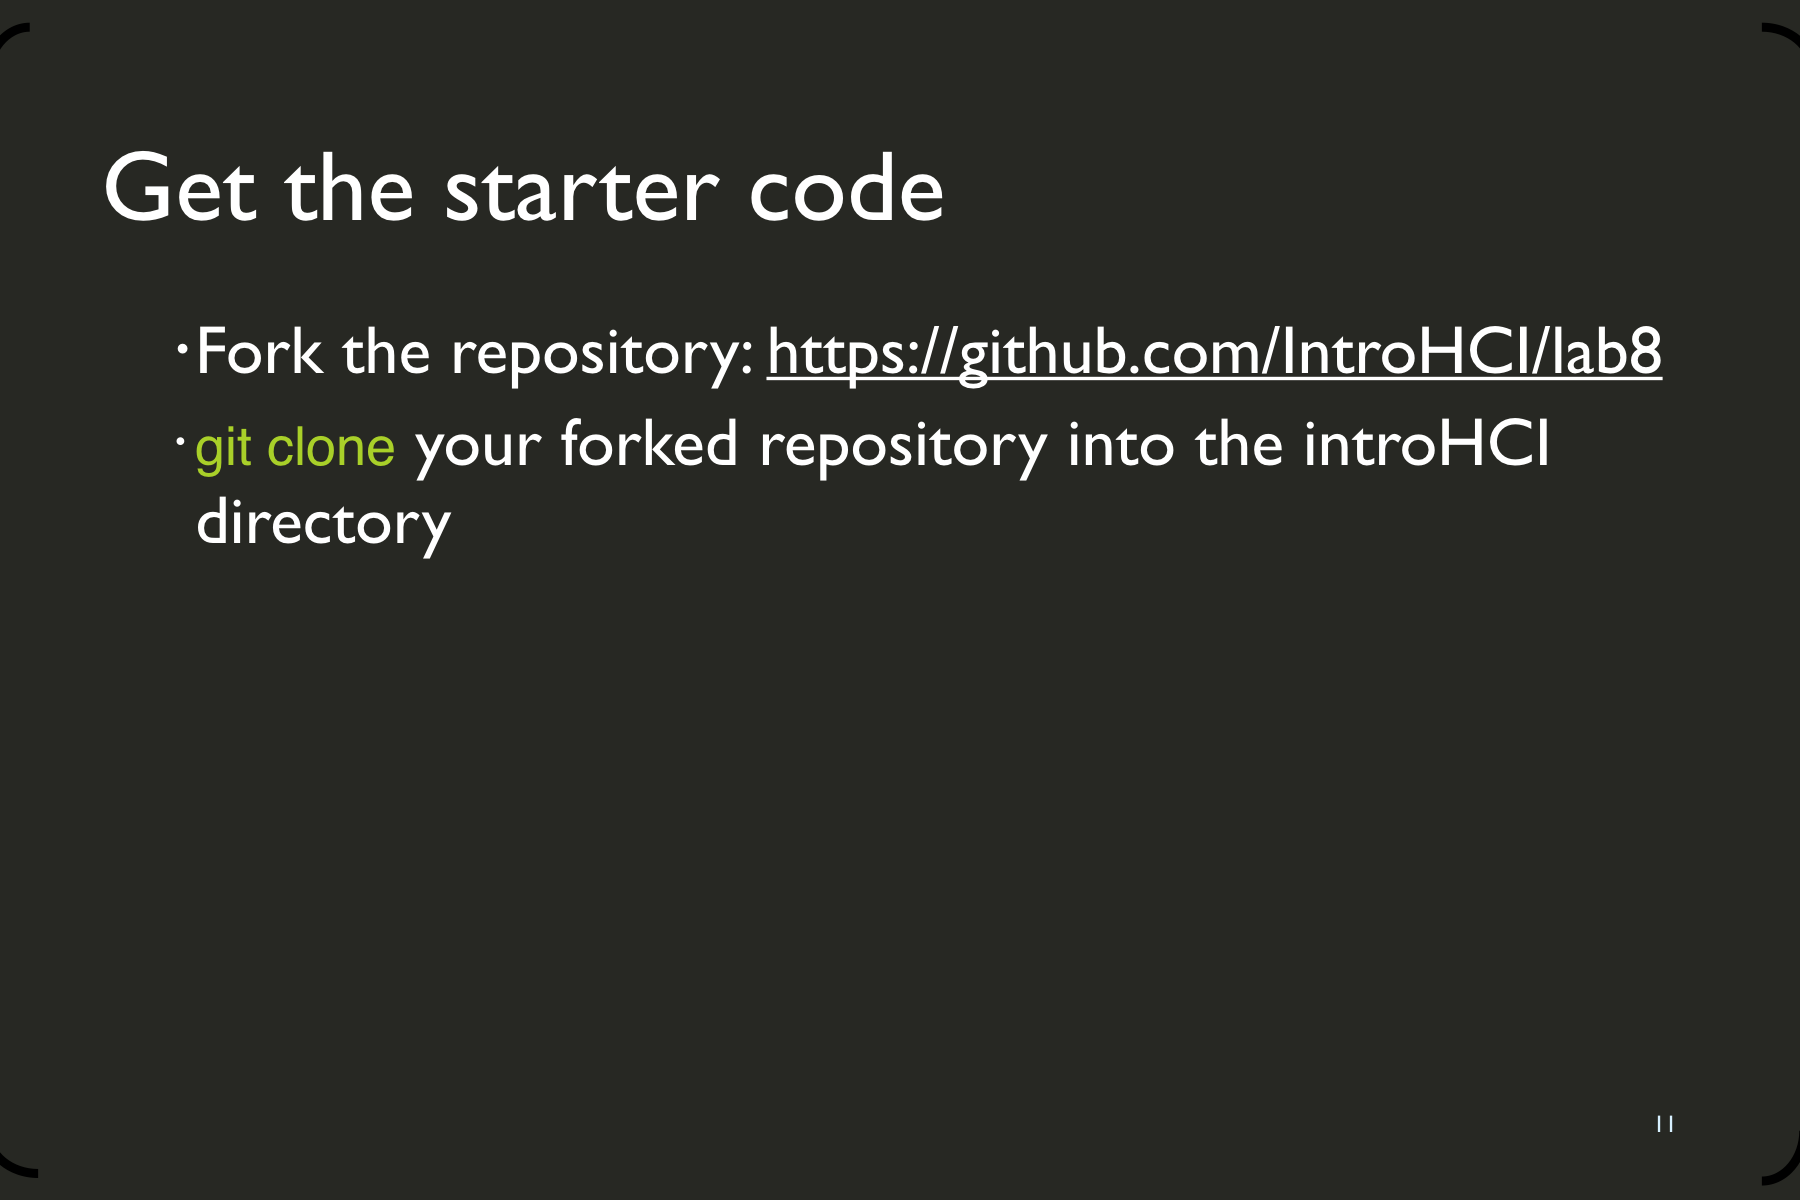 Get the starter code
·Fork the repository: https://github.com/IntroHCI/lab8
·git clone your forked repository into the introHCI
directory
11